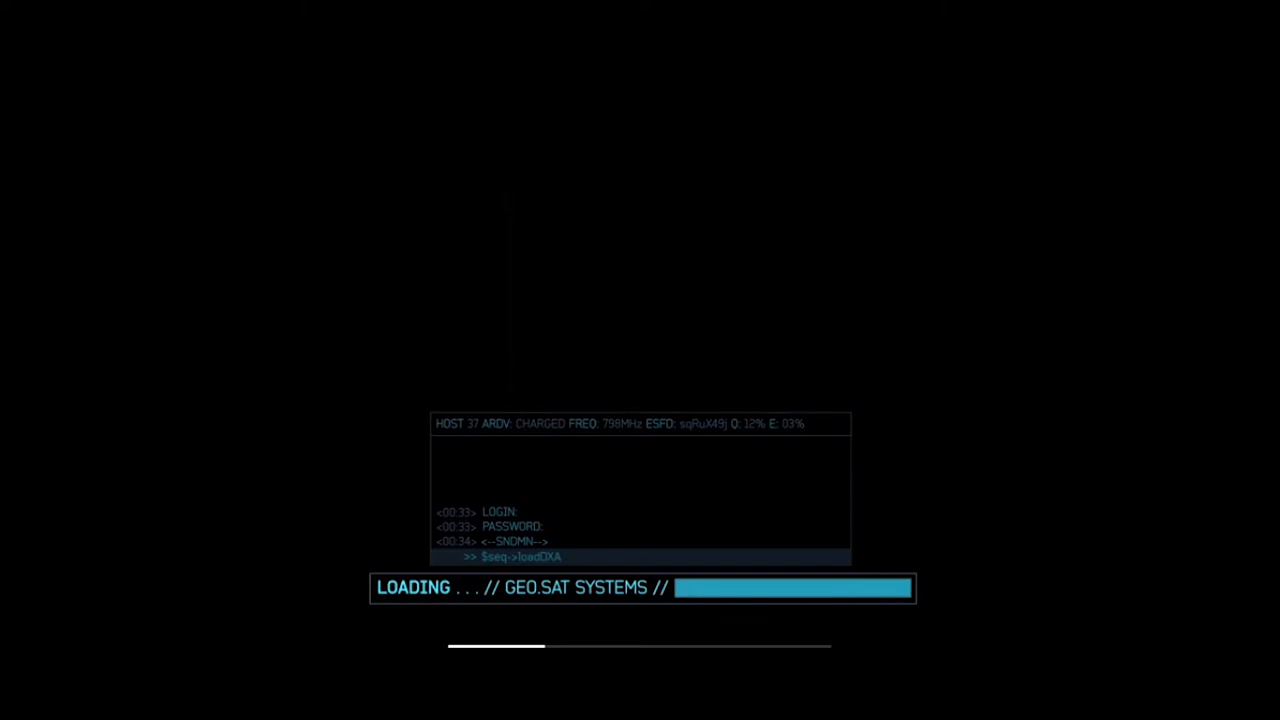 HOST 37 ARDV: CHARGED FREQ: 798MHz ESFD: sqRuX49j Q: 12% E: 03%
<00:33> LOGIN:
<00:33> PASSWORD:
<00:34> <--SNDMN-->
>> $seq->loadDXA
LOADING . . . // GEO.SAT SYSTEMS //